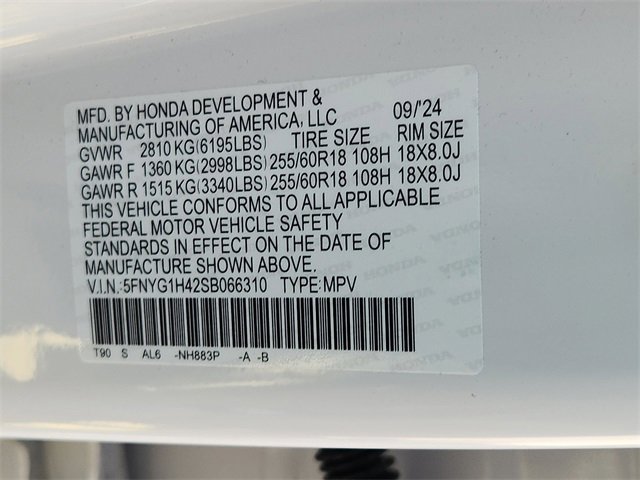 MFD. BY HONDA DEVELOPMENT &
MANUFACTURING OF AMERICA, LLC 09/'24
GVWR 2810 KG(6195LBS) TIRE SIZE RIM SIZE
GAWR F 1360 KG(2998LBS) 255/60R18 108H 18X8.0J
GAWR R 1515 KG(3340LBS) 255/60R18 108H 18X8.0J
THIS VEHICLE CONFORMS TO ALL APPLICABLE
FEDERAL MOTOR VEHICLE SAFETY
STANDARDS IN EFFECT ON THE DATE OF
MANUFACTURE SHOWN ABOVE.
V.I.N.:5FNYG1H42SB066310 TYPE:MPV
T90 S AL6 -NH883P -A -B